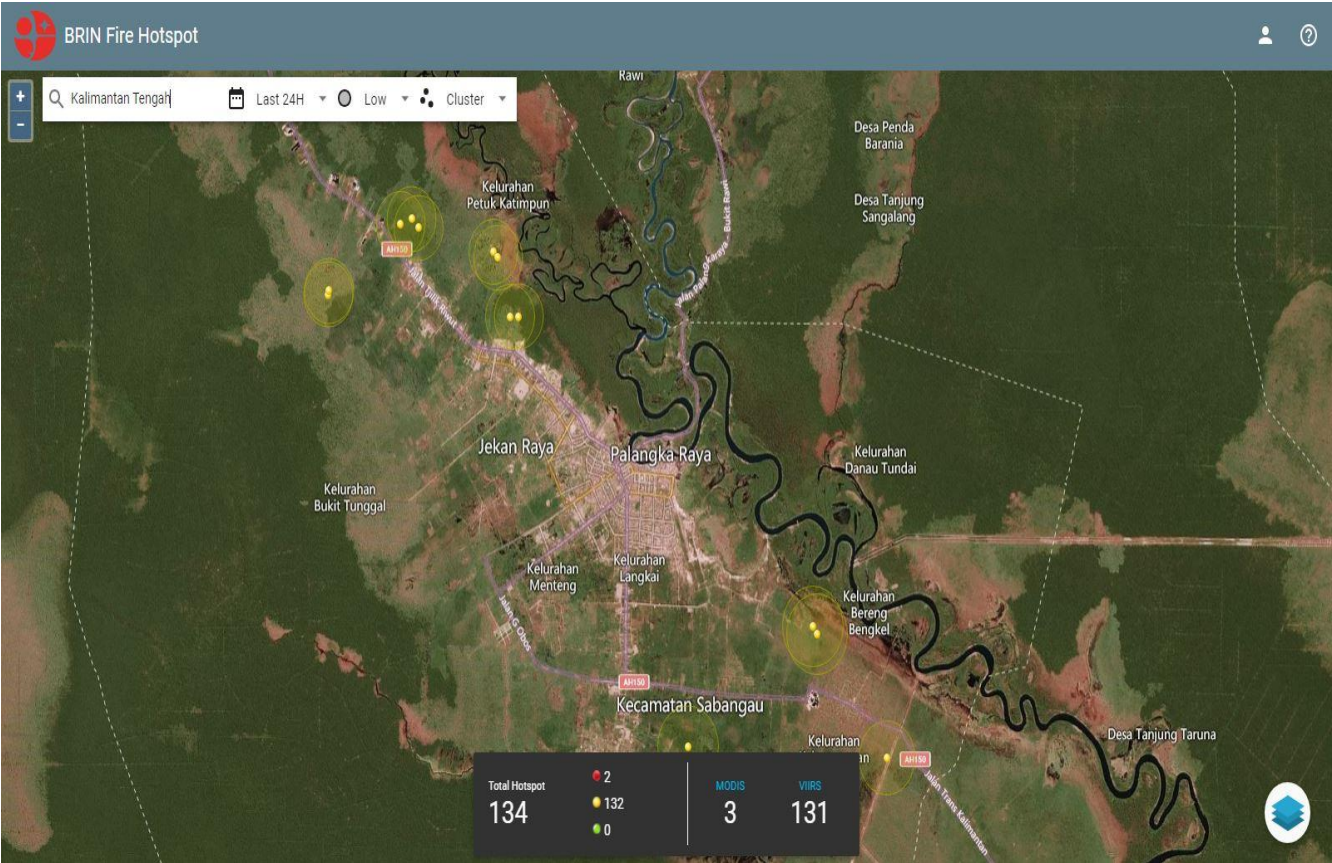 BRIN Fire Hotspot
+
-
Kalimantan Tengah
Last 24H
Low
Cluster
Rawi
Desa Penda
Barania
Kelurahan
Petuk Katimpun
Desa Tanjung
Sangalang
AH150
Jalan Tjilik Riwut
Jalan Palangkaraya - Bukit Rawi
Jekan Raya
Palangka Raya
Kelurahan
Danau Tundai
Kelurahan
Bukit Tunggal
Kelurahan
Menteng
Kelurahan
Langkai
Jalan G Obos
Kelurahan
Bereng
Bengkel
AH150
Kecamatan Sabangau
Kelurahan
an
AH150
Desa Tanjung Taruna
Jalan Trans Kalimantan
Total Hotspot
134
2
132
0
MODIS
3
VIIRS
131